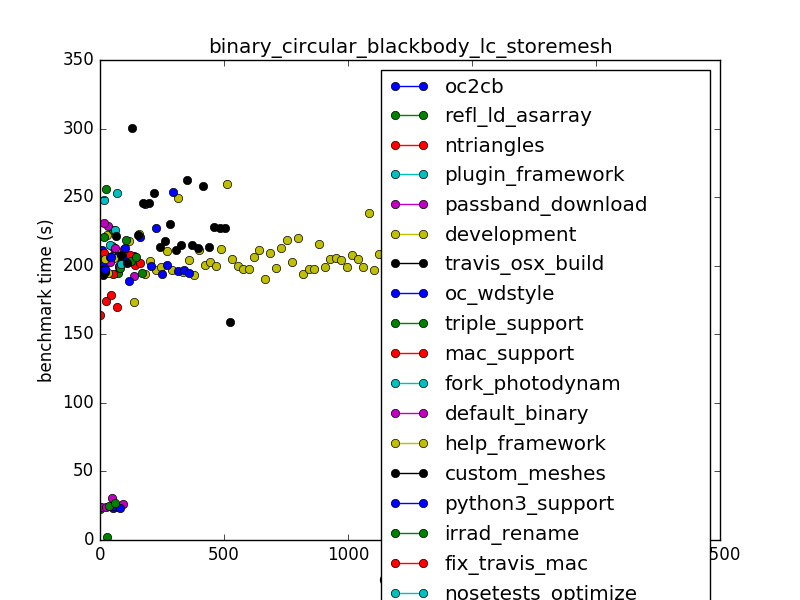 binary_circular_blackbody_lc_storemesh
350
300
250
200
150
100
50
0
benchmark time (s)
0
500
1000
500
oc2cb
refl_ld_asarray
ntriangles
plugin_framework
passband_download
development
travis_osx_build
oc_wdstyle
triple_support
mac_support
fork_photodynam
default_binary
help_framework
custom_meshes
python3_support
irrad_rename
fix_travis_mac
nosetests_optimize